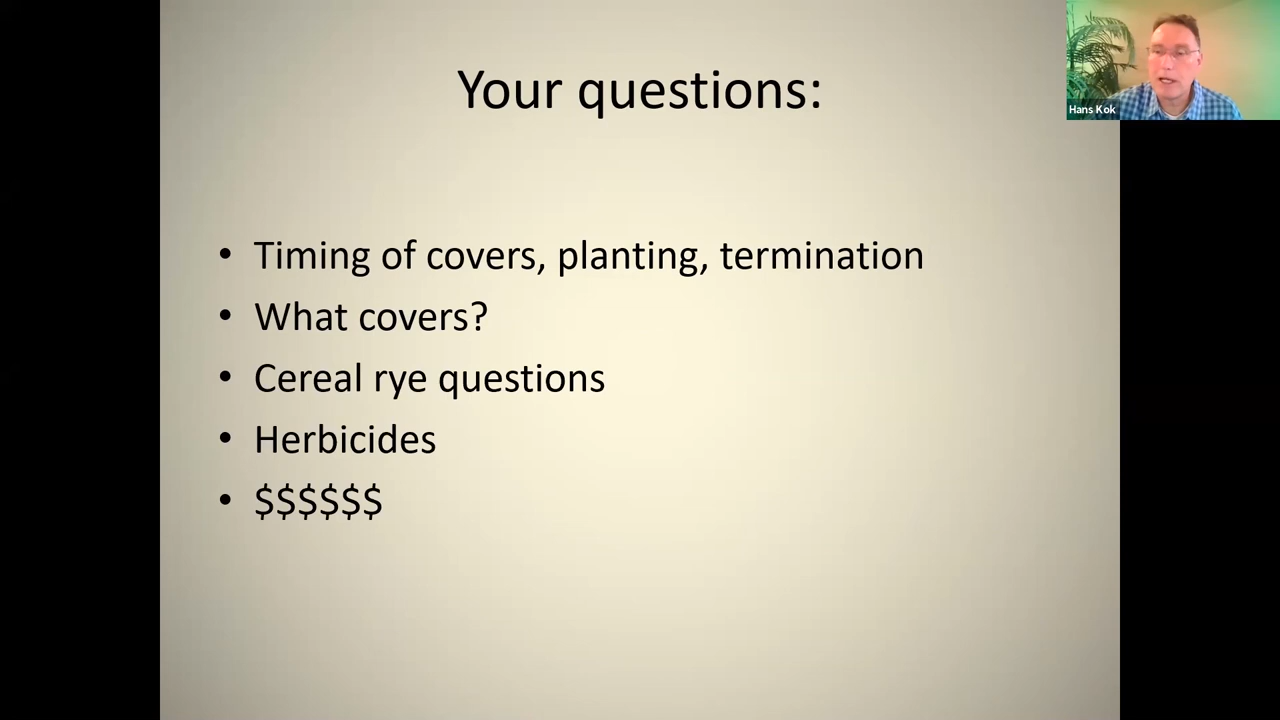 Your questions:
Hans Kok
• Timing of covers, planting, termination
• What covers?
• Cereal rye questions
• Herbicides
• $$$$$$